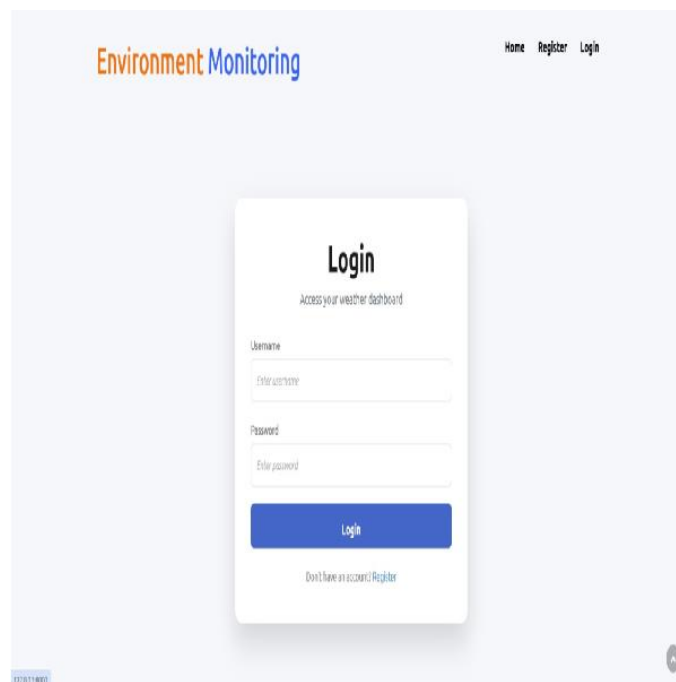 Environment Monitoring
Home Register Login
Login
Access your weather dashboard
Username
Enter username
Password
Enter password
Login
Don't have an account? Register